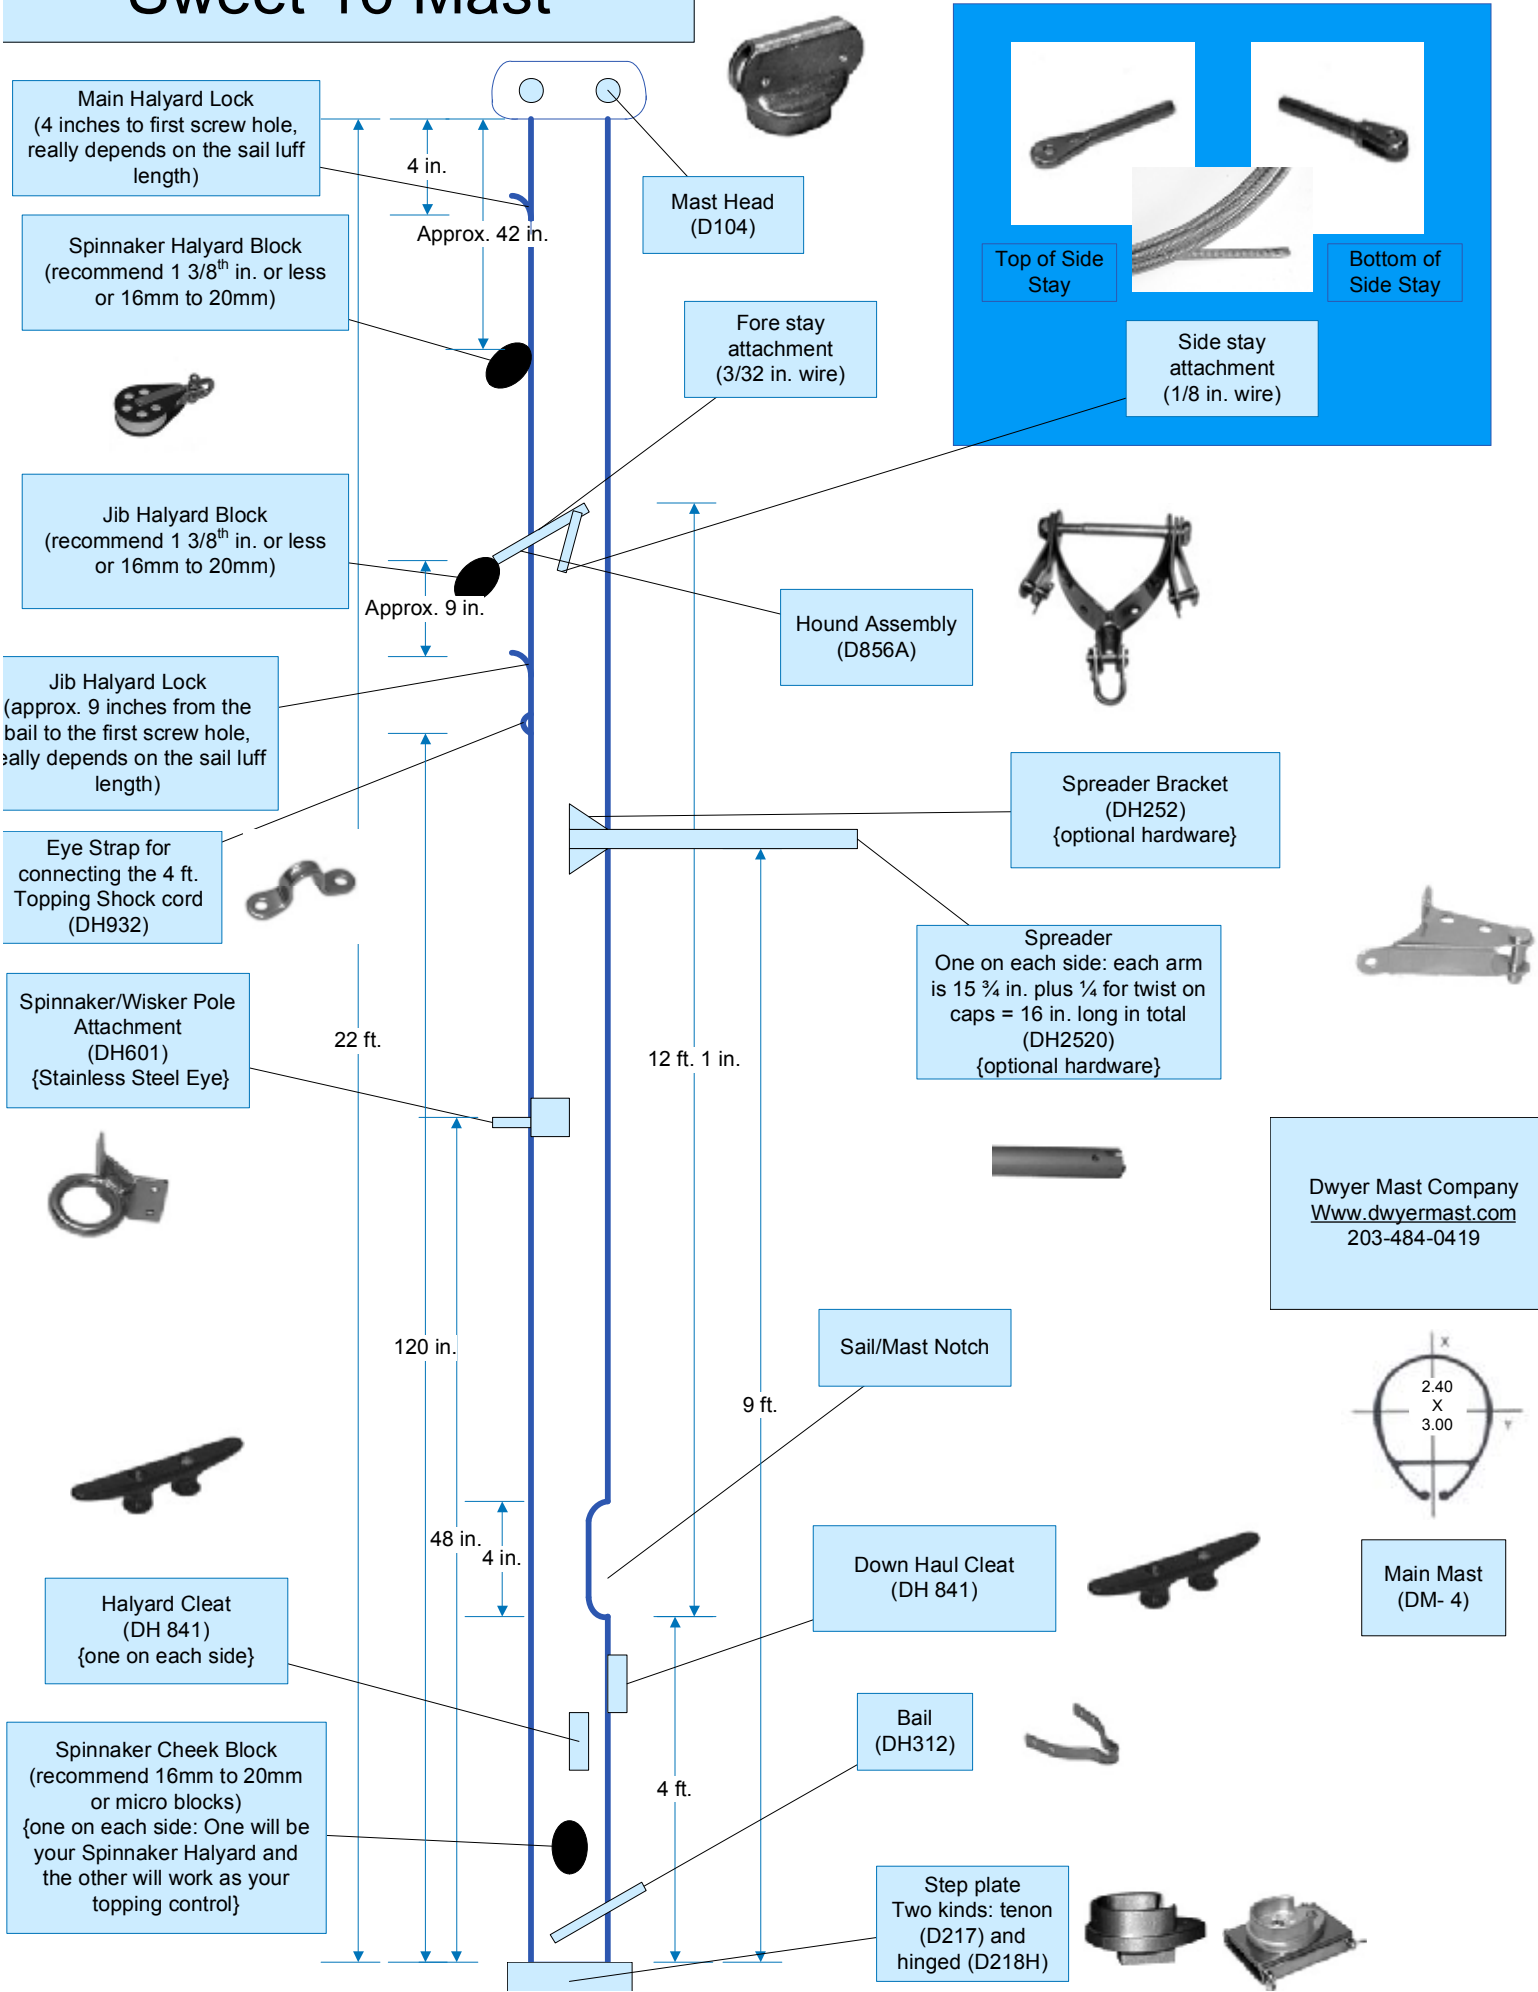 Sweet 16 Mast
Main Halyard Lock
(4 inches to first screw hole,
really depends on the sail luff
length)
4 in.
Approx. 42 in.
Mast Head
(D104)
Top of Side
Stay
Bottom of
Side Stay
Spinnaker Halyard Block
(recommend 1 3/8th in. or less
or 16mm to 20mm)
Fore stay
attachment
(3/32 in. wire)
Side stay
attachment
(1/8 in. wire)
Jib Halyard Block
(recommend 1 3/8th in. or less
or 16mm to 20mm)
Approx. 9 in.
Hound Assembly
(D856A)
Jib Halyard Lock
(approx. 9 inches from the
bail to the first screw hole,
eally depends on the sail luff
length)
Spreader Bracket
(DH252)
{optional hardware}
Eye Strap for
connecting the 4 ft.
Topping Shock cord
(DH932)
Spreader
One on each side: each arm
is 15 ¾ in. plus ¼ for twist on
caps = 16 in. long in total
(DH2520)
{optional hardware}
Spinnaker/Wisker Pole
Attachment
(DH601)
{Stainless Steel Eye}
22 ft.
12 ft. 1 in.
Dwyer Mast Company
Www.dwyermast.com
203-484-0419
120 in.
Sail/Mast Notch
9 ft.
X
2.40
X
3.00
Y
48 in.
4 in.
Down Haul Cleat
(DH 841)
Main Mast
(DM- 4)
Halyard Cleat
(DH 841)
{one on each side}
Bail
(DH312)
Spinnaker Cheek Block
(recommend 16mm to 20mm
or micro blocks)
{one on each side: One will be
your Spinnaker Halyard and
the other will work as your
topping control}
4 ft.
Step plate
Two kinds: tenon
(D217) and
hinged (D218H)